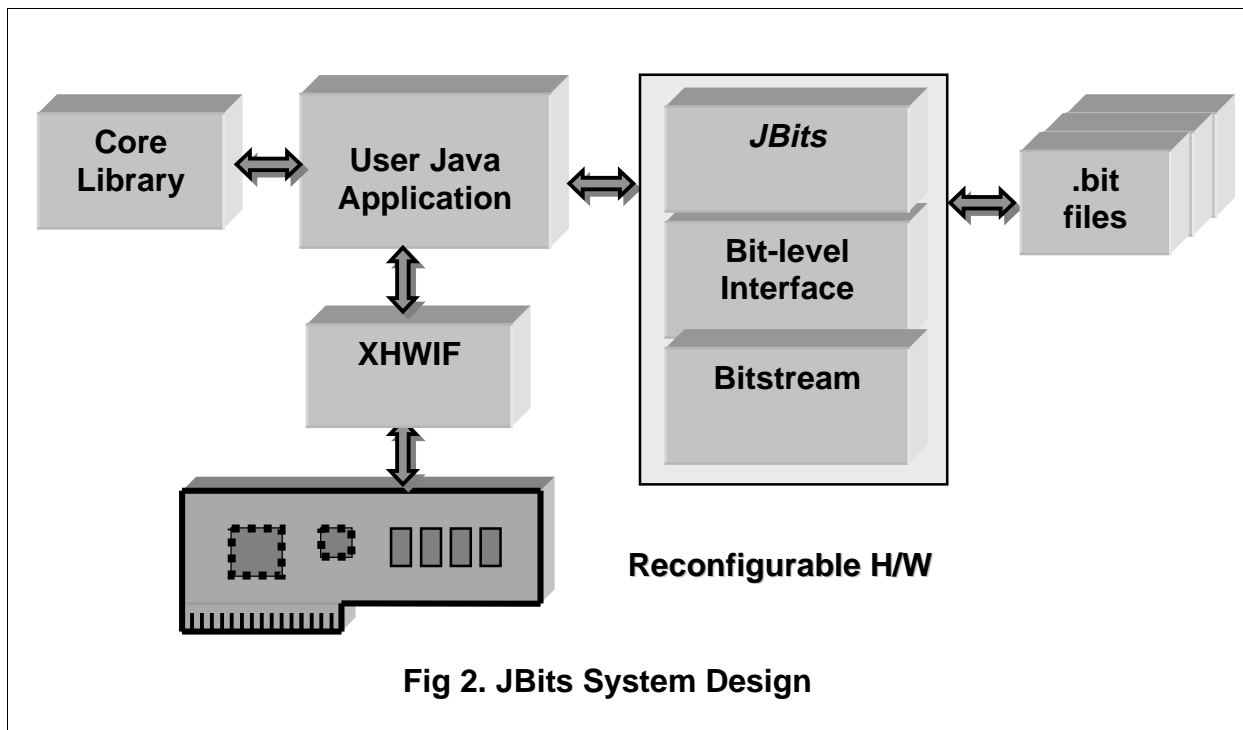 Core
Library
User Java
Application
JBits
Bit-level
Interface
Bitstream
.bit
files
XHWIF
Reconfigurable H/W
Fig 2. JBits System Design